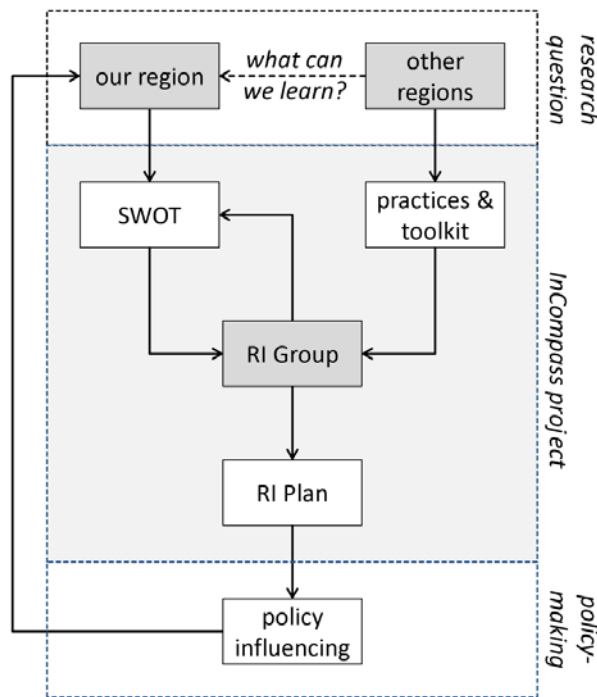 our region
what can
we learn?
other
regions
research
question
SWOT
practices &
toolkit
RI Group
RI Plan
InCompass project
policy
influencing
policy-
making